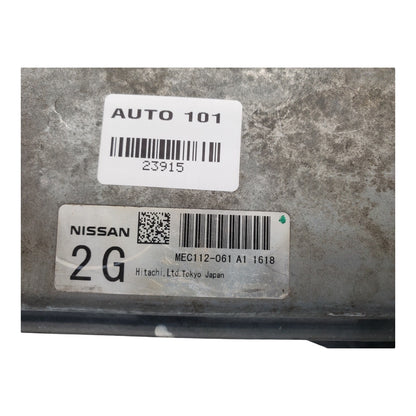 AUTO 101
23915
NISSAN
2G
MEC112-061 A1 1618
Hitachi,Ltd.Tokyo Japan